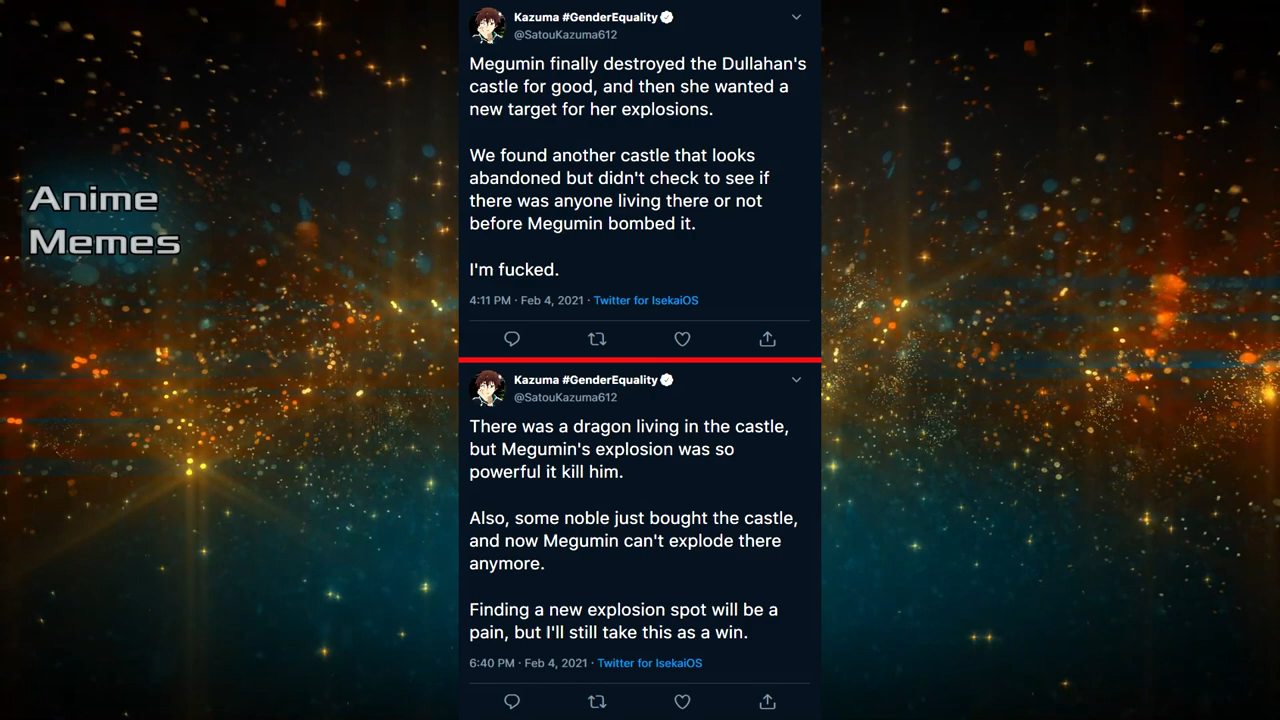 Anime
Memes
Kazuma #GenderEquality
@SatouKazuma612
Megumin finally destroyed the Dullahan's
castle for good, and then she wanted a
new target for her explosions.
We found another castle that looks
abandoned but didn't check to see if
there was anyone living there or not
before Megumin bombed it.
I'm fucked.
4:11 PM · Feb 4, 2021 · Twitter for IsekaiOS
Kazuma #GenderEquality
@SatouKazuma612
There was a dragon living in the castle,
but Megumin's explosion was so
powerful it kill him.
Also, some noble just bought the castle,
and now Megumin can't explode there
anymore.
Finding a new explosion spot will be a
pain, but I'll still take this as a win.
6:40 PM · Feb 4, 2021 · Twitter for IsekaiOS